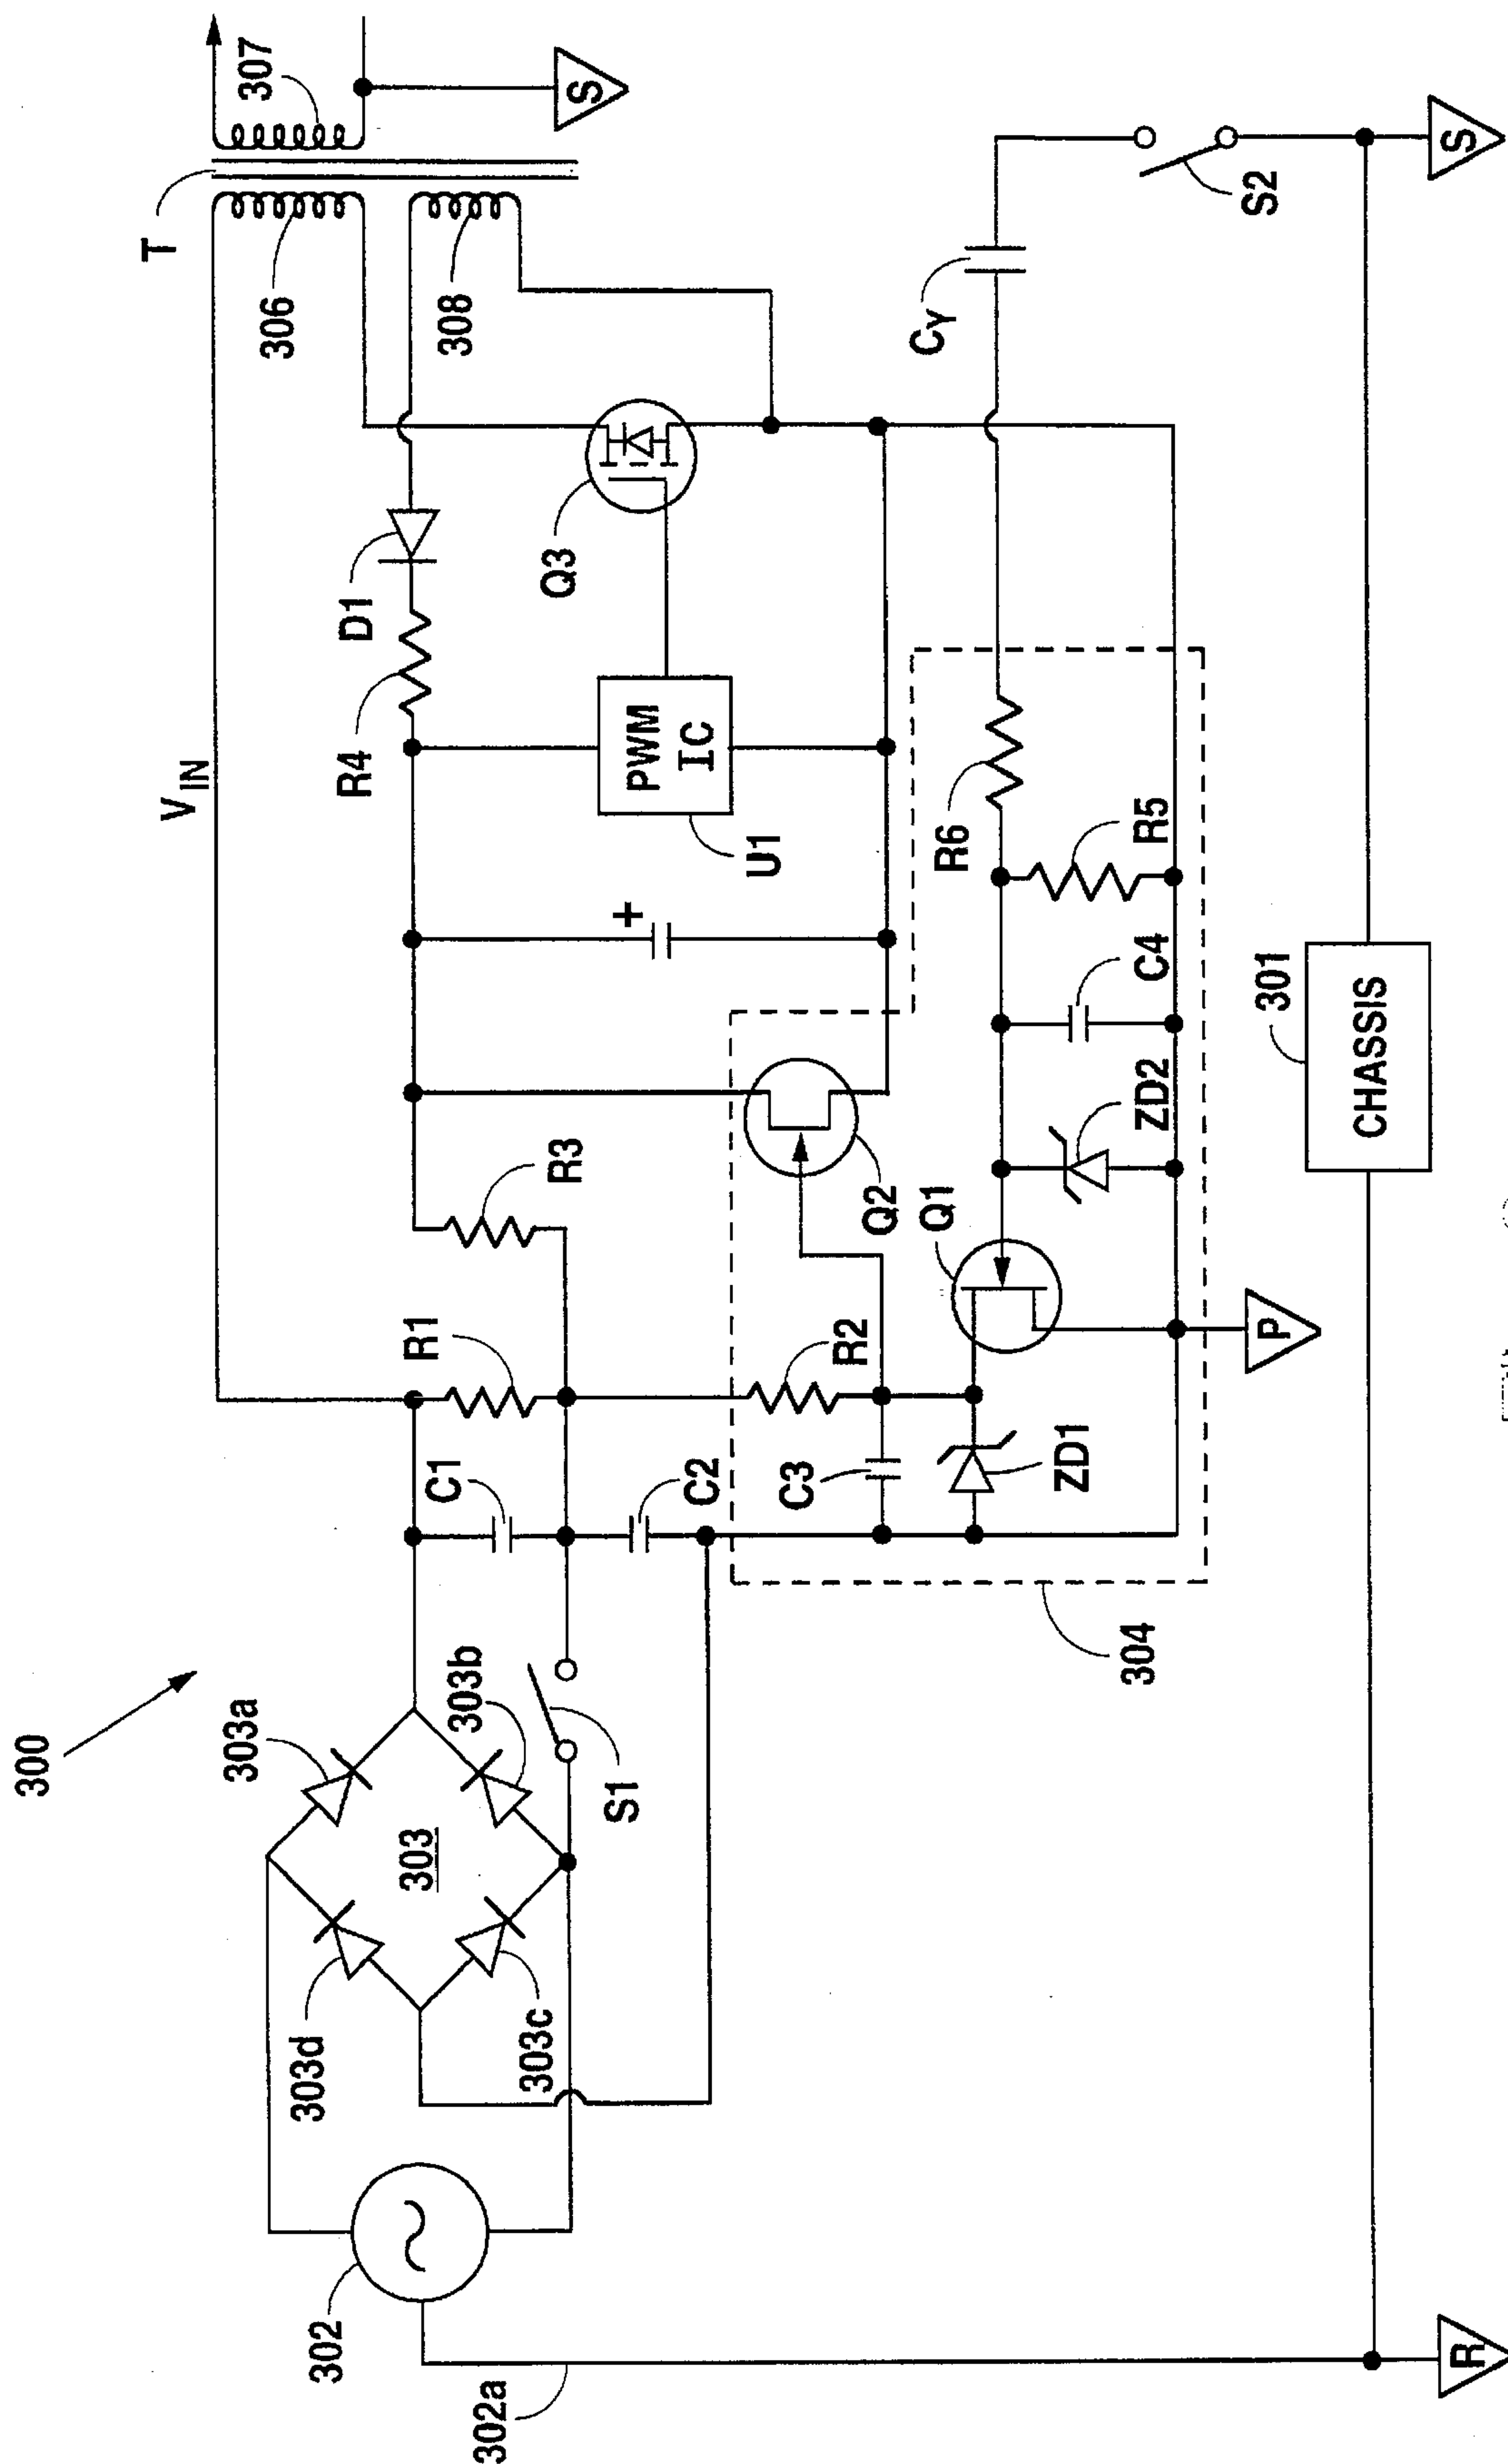 300
302
302a
303a
303d
303
303b
303c
S1
C1
C2
R1
VIN
R3
R2
C3
ZD1
304
Q2
Q1
ZD2
C4
R5
R6
P
R4
D1
+
PWM
IC
U1
Q3
T
306
308
307
S
CY
S2
S
301
CHASSIS
R